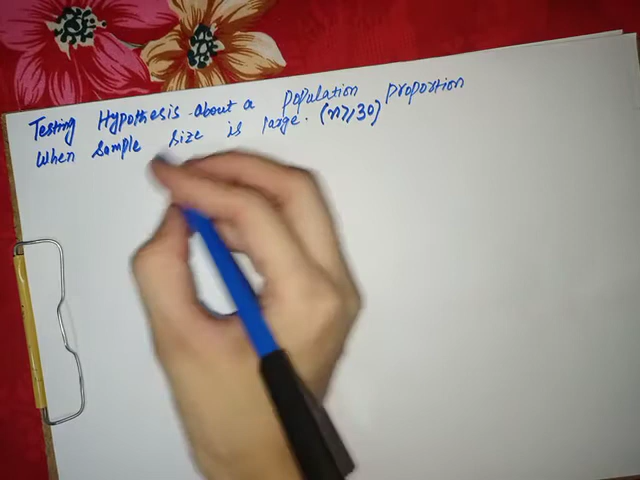 Testing Hypothesis about a population proportion
When sample size is large. (n≥30)